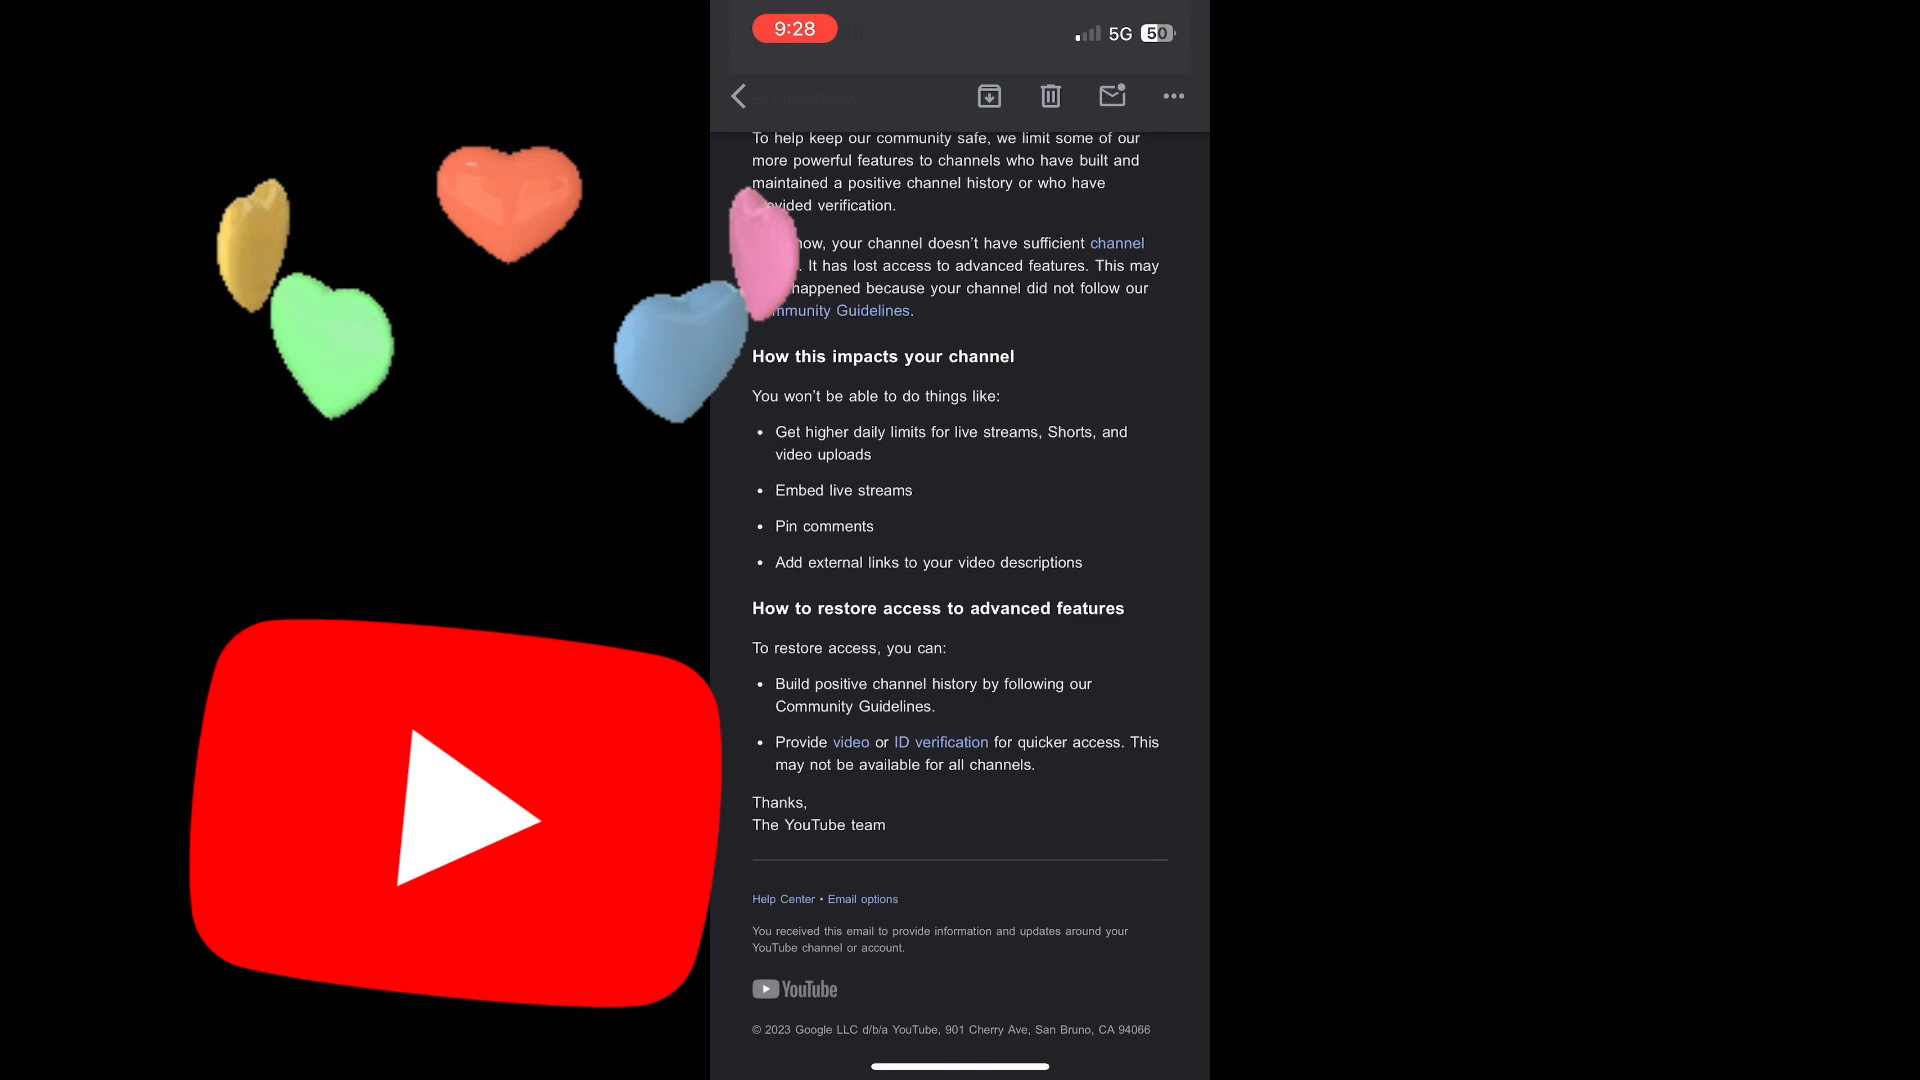 9:28
5G 50
To help keep our community safe, we limit some of our
more powerful features to channels who have built and
maintained a positive channel history or who have
vided verification.
now, your channel doesn’t have sufficient channel
. It has lost access to advanced features. This may
happened because your channel did not follow our
mmunity Guidelines.
How this impacts your channel
You won’t be able to do things like:
• Get higher daily limits for live streams, Shorts, and
video uploads
• Embed live streams
• Pin comments
• Add external links to your video descriptions
How to restore access to advanced features
To restore access, you can:
• Build positive channel history by following our
Community Guidelines.
• Provide video or ID verification for quicker access. This
may not be available for all channels.
Thanks,
The YouTube team
Help Center • Email options
You received this email to provide information and updates around your
YouTube channel or account.
YouTube
© 2023 Google LLC d/b/a YouTube, 901 Cherry Ave, San Bruno, CA 94066